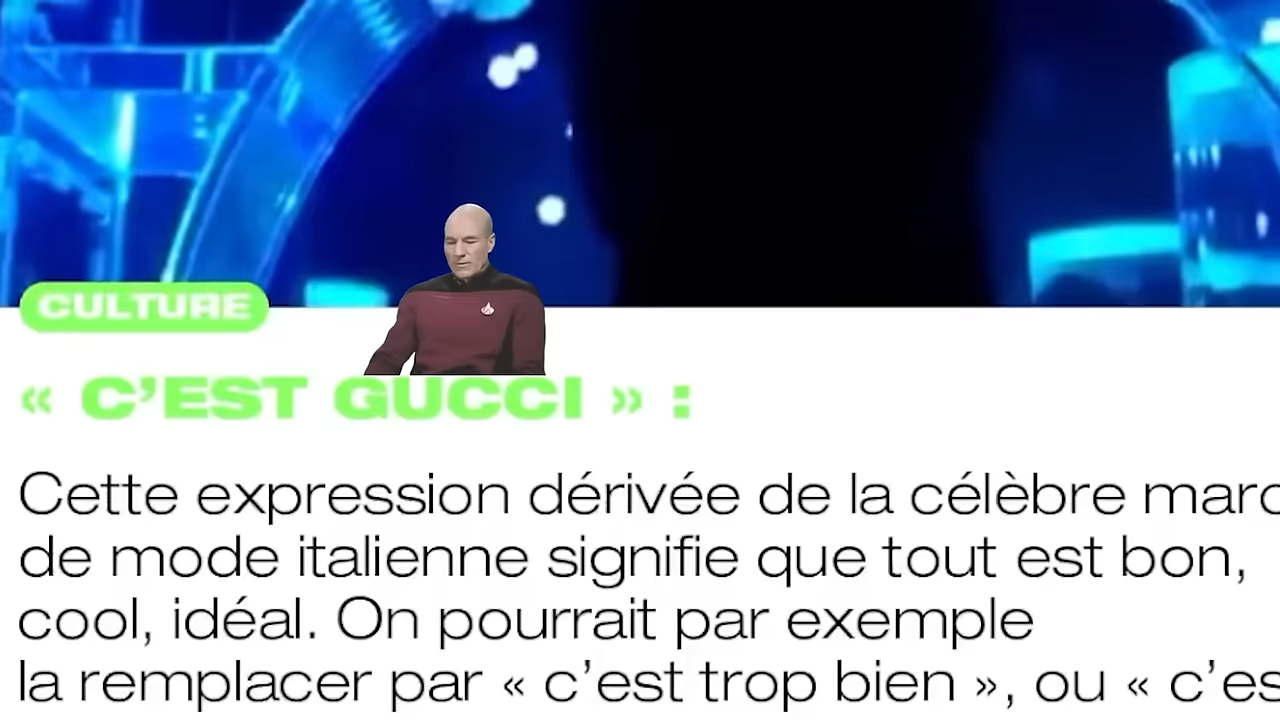 CULTURE
« C’EST GUCCI » :
Cette expression dérivée de la célèbre
de mode italienne signifie que tout est bon,
cool, idéal. On pourrait par exemple
la remplacer par « c’est trop bien », ou «